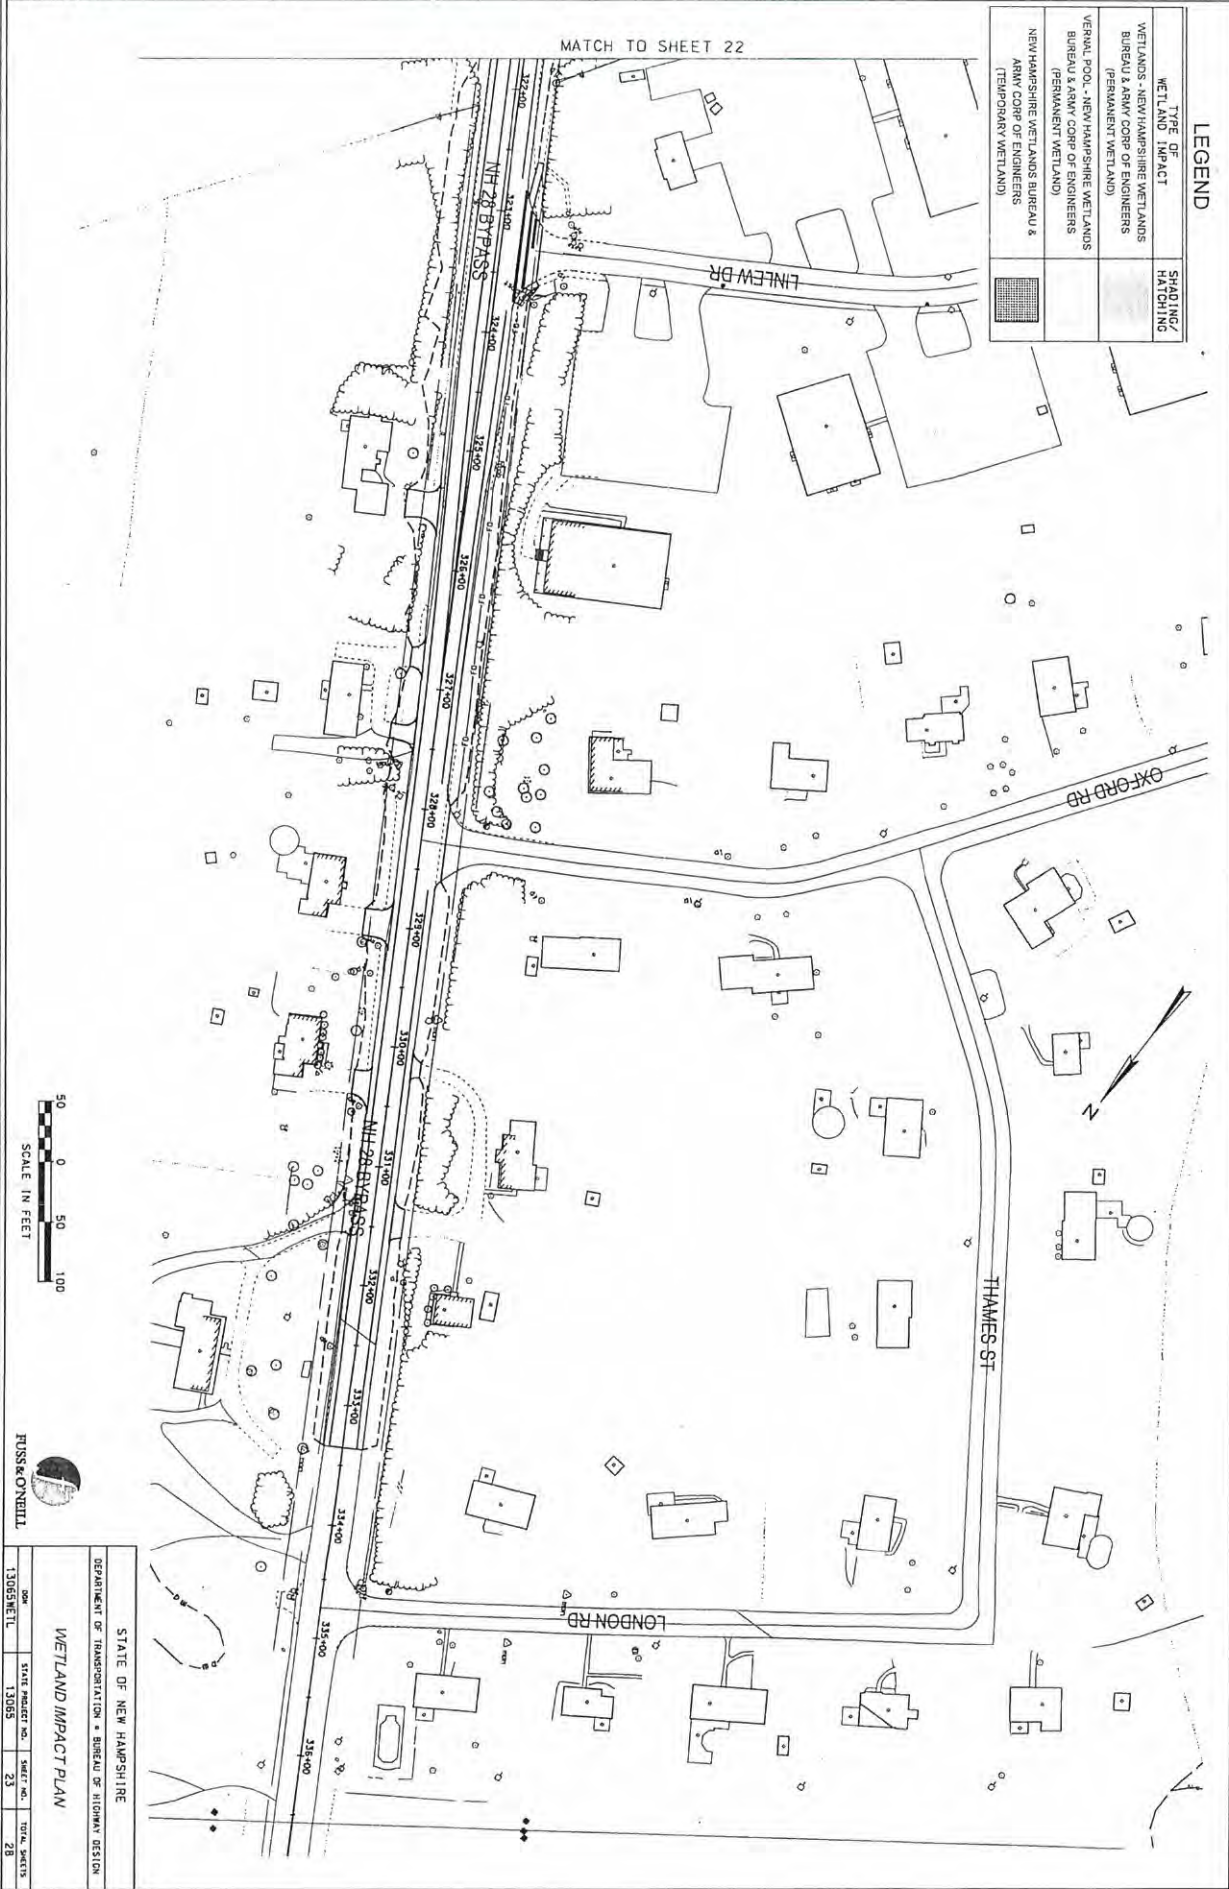 MATCH TO SHEET 22
LEGEND
TYPE OF
WETLAND IMPACT
SHADING/
HATCHING
WETLANDS - NEW HAMPSHIRE WETLANDS
BUREAU & ARMY CORP OF ENGINEERS
(PERMANENT WETLAND)
VERNAL POOL - NEW HAMPSHIRE WETLANDS
BUREAU & ARMY CORP OF ENGINEERS
(PERMANENT WETLAND)
NEW HAMPSHIRE WETLANDS BUREAU &
ARMY CORP OF ENGINEERS
(TEMPORARY WETLAND)
322+00
323+00
324+00
325+00
326+00
327+00
328+00
329+00
330+00
331+00
332+00
333+00
334+00
335+00
336+00
NH 28 BYPASS
NH 28 BYPASS
LINLEW DR
OXFORD RD
THAMES ST
LONDON RD
N
50 0 50 100
SCALE IN FEET
FUSS & O'NEILL
STATE OF NEW HAMPSHIRE
DEPARTMENT OF TRANSPORTATION • BUREAU OF HIGHWAY DESIGN
WETLAND IMPACT PLAN
DGN STATE PROJECT NO. SHEET NO. TOTAL SHEETS
13065WETL 13065 23 28